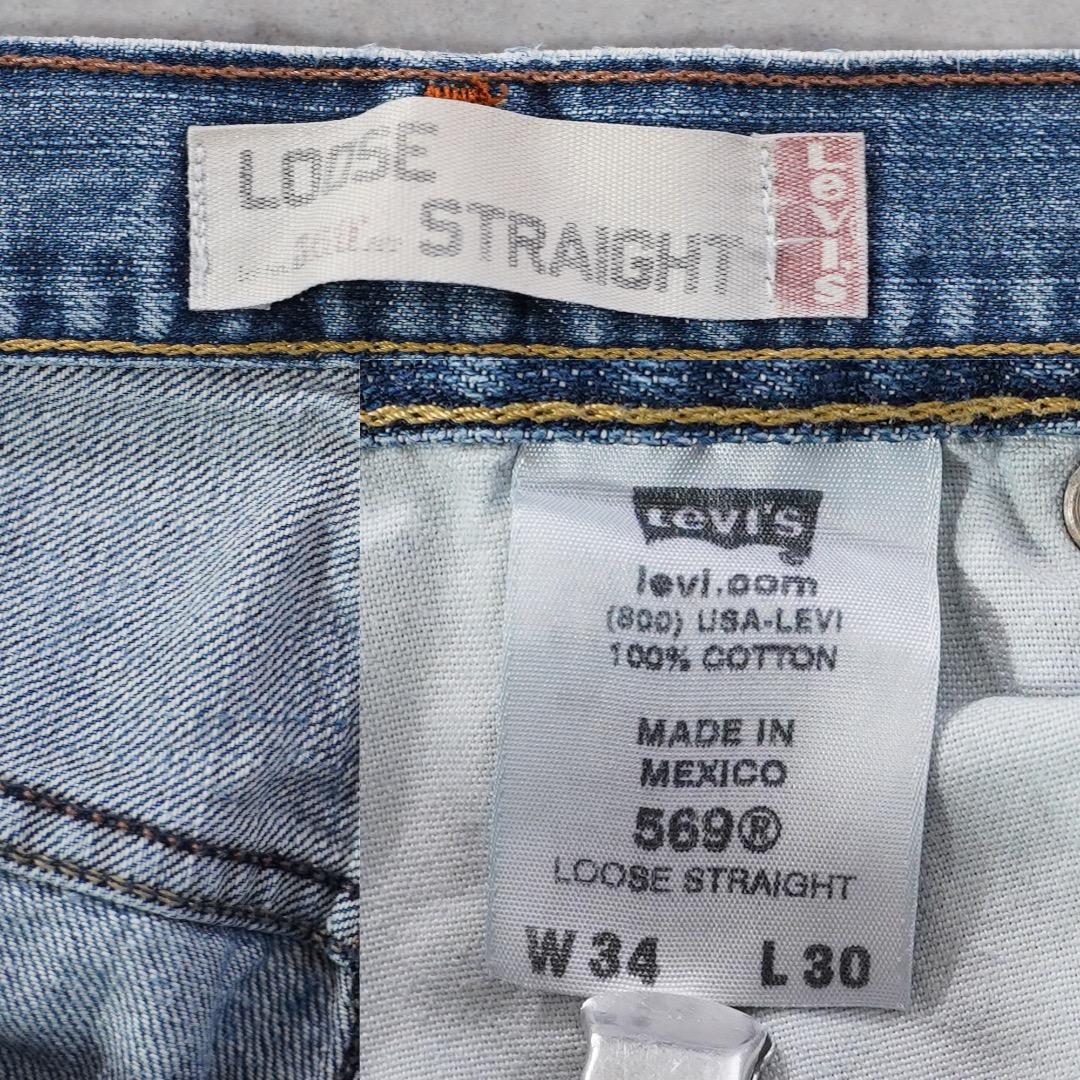 LOOSE
STRAIGHT
Levi's
Levi's
levi.com
(800) USA-LEVI
100% COTTON
MADE IN
MEXICO
569®
LOOSE STRAIGHT
W 34 L 30